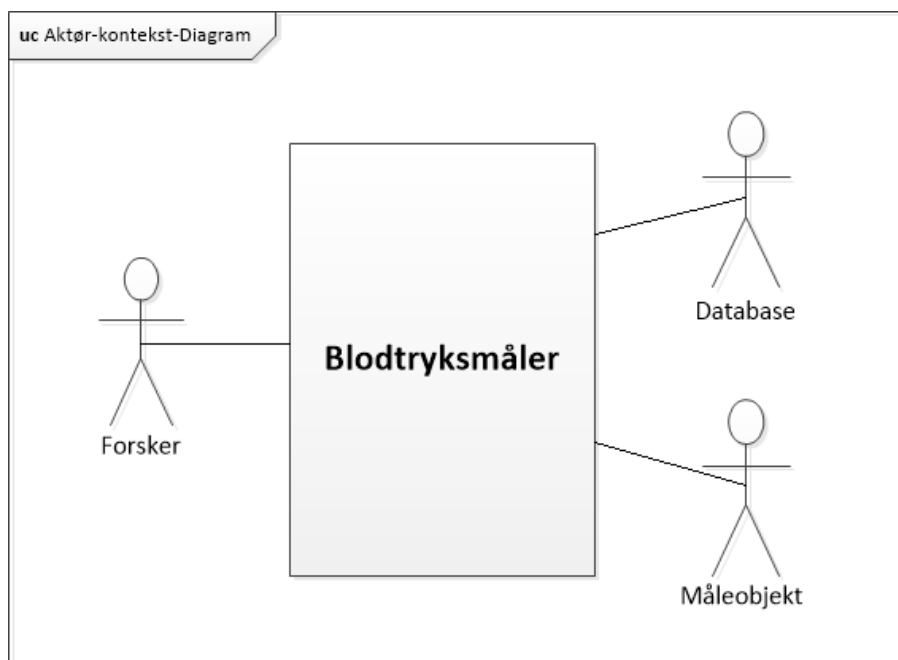 uc Aktør-kontekst-Diagram
Database
Blodtryksmåler
Forsker
Måleobjekt